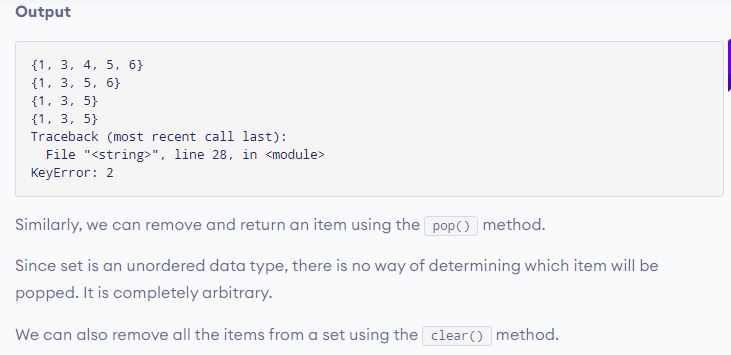 Output
{1, 3, 4, 5, 6}
{1, 3, 5, 6}
{1, 3, 5}
{1, 3, 5}
Traceback (most recent call last):
  File "<string>", line 28, in <module>
KeyError: 2
Similarly, we can remove and return an item using the pop() method.
Since set is an unordered data type, there is no way of determining which item will be
popped. It is completely arbitrary.
We can also remove all the items from a set using the clear() method.